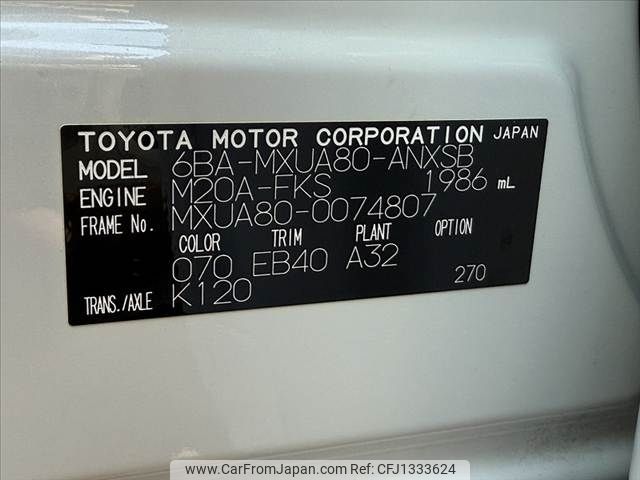 TOYOTA MOTOR CORPORATION JAPAN
MODEL 6BA-MXUA80-ANXSB
ENGINE M20A-FKS 1986 mL
FRAME No. MXUA80-0074807
COLOR TRIM PLANT OPTION
070 EB40 A32
TRANS./AXLE K120 270
www.CarFromJapan.com - CFJ1333624